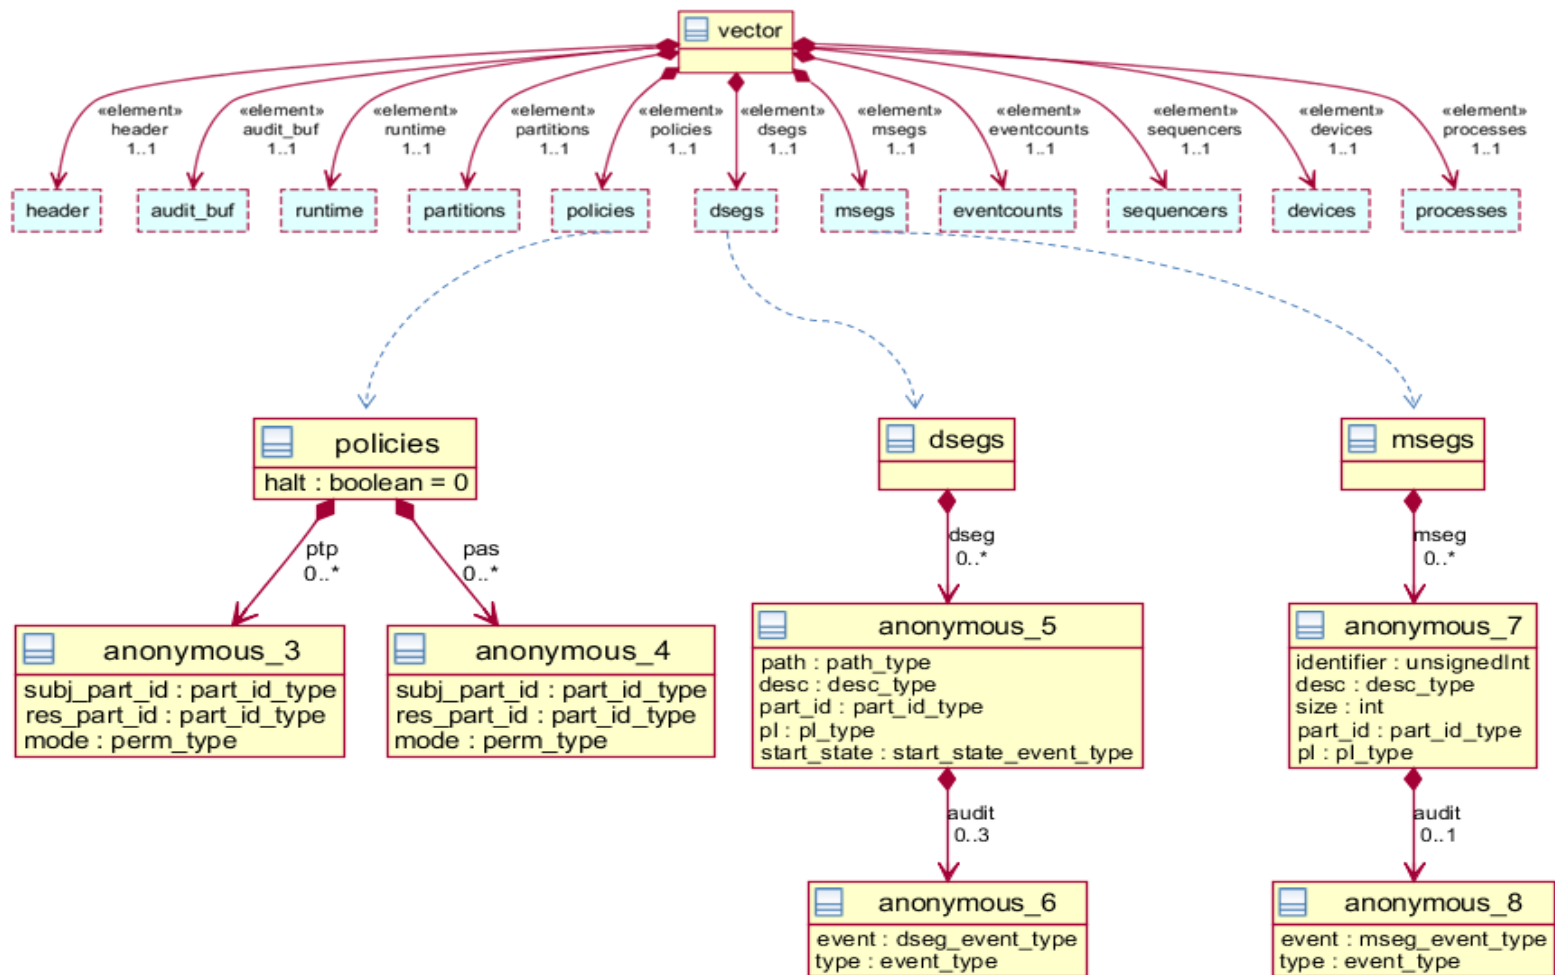 vector
«element»
header
1..1
«element»
audit_buf
1..1
«element»
runtime
1..1
«element»
partitions
1..1
«element»
policies
1..1
«element»
dsegs
1..1
«element»
msegs
1..1
«element»
eventcounts
1..1
«element»
sequencers
1..1
«element»
devices
1..1
«element»
processes
1..1
header
audit_buf
runtime
partitions
policies
dsegs
msegs
eventcounts
sequencers
devices
processes
policies
halt : boolean = 0
dsegs
msegs
ptp
0..*
pas
0..*
dseg
0..*
mseg
0..*
anonymous_3
subj_part_id : part_id_type
res_part_id : part_id_type
mode : perm_type
anonymous_4
subj_part_id : part_id_type
res_part_id : part_id_type
mode : perm_type
anonymous_5
path : path_type
desc : desc_type
part_id : part_id_type
pl : pl_type
start_state : start_state_event_type
anonymous_7
identifier : unsignedInt
desc : desc_type
size : int
part_id : part_id_type
pl : pl_type
audit
0..3
audit
0..1
anonymous_6
event : dseg_event_type
type : event_type
anonymous_8
event : mseg_event_type
type : event_type